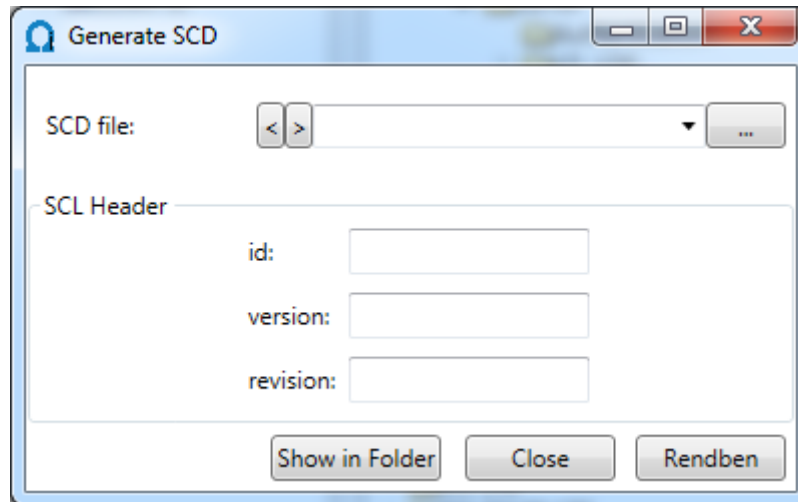 Generate SCD
SCD file: < > ...
SCL Header
id:
version:
revision:
Show in Folder Close Rendben